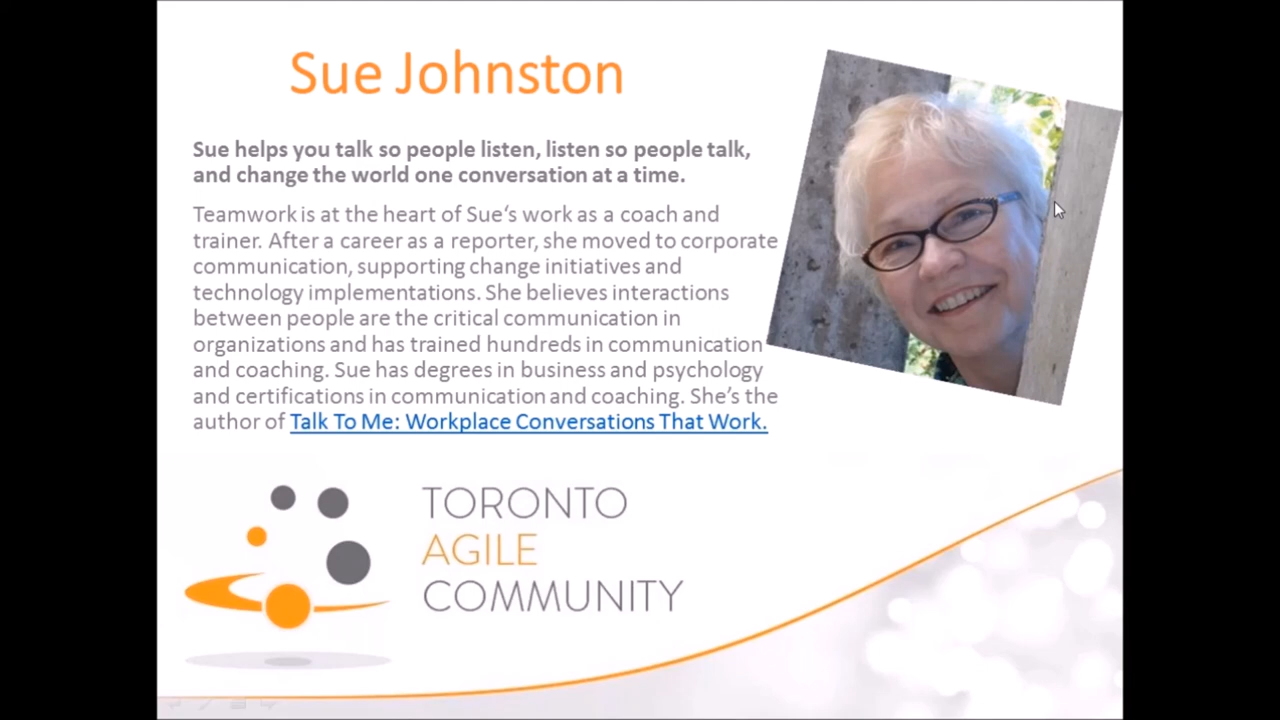 Sue Johnston
Sue helps you talk so people listen, listen so people talk,
and change the world one conversation at a time.
Teamwork is at the heart of Sue‘s work as a coach and
trainer. After a career as a reporter, she moved to corporate
communication, supporting change initiatives and
technology implementations. She believes interactions
between people are the critical communication in
organizations and has trained hundreds in communication
and coaching. Sue has degrees in business and psychology
and certifications in communication and coaching. She’s the
author of Talk To Me: Workplace Conversations That Work.
TORONTO
AGILE
COMMUNITY